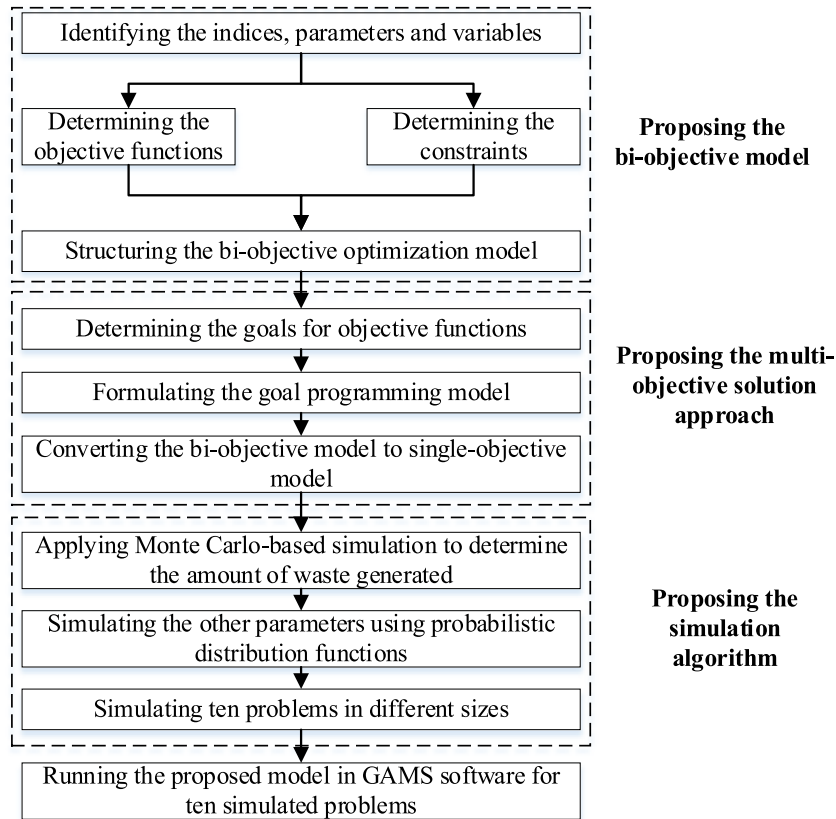 Identifying the indices, parameters and variables
Determining the
objective functions
Determining the
constraints
Structuring the bi-objective optimization model
Proposing the
bi-objective model
Determining the goals for objective functions
Formulating the goal programming model
Converting the bi-objective model to single-objective
model
Proposing the multi-
objective solution
approach
Applying Monte Carlo-based simulation to determine
the amount of waste generated
Simulating the other parameters using probabilistic
distribution functions
Simulating ten problems in different sizes
Proposing the
simulation
algorithm
Running the proposed model in GAMS software for
ten simulated problems